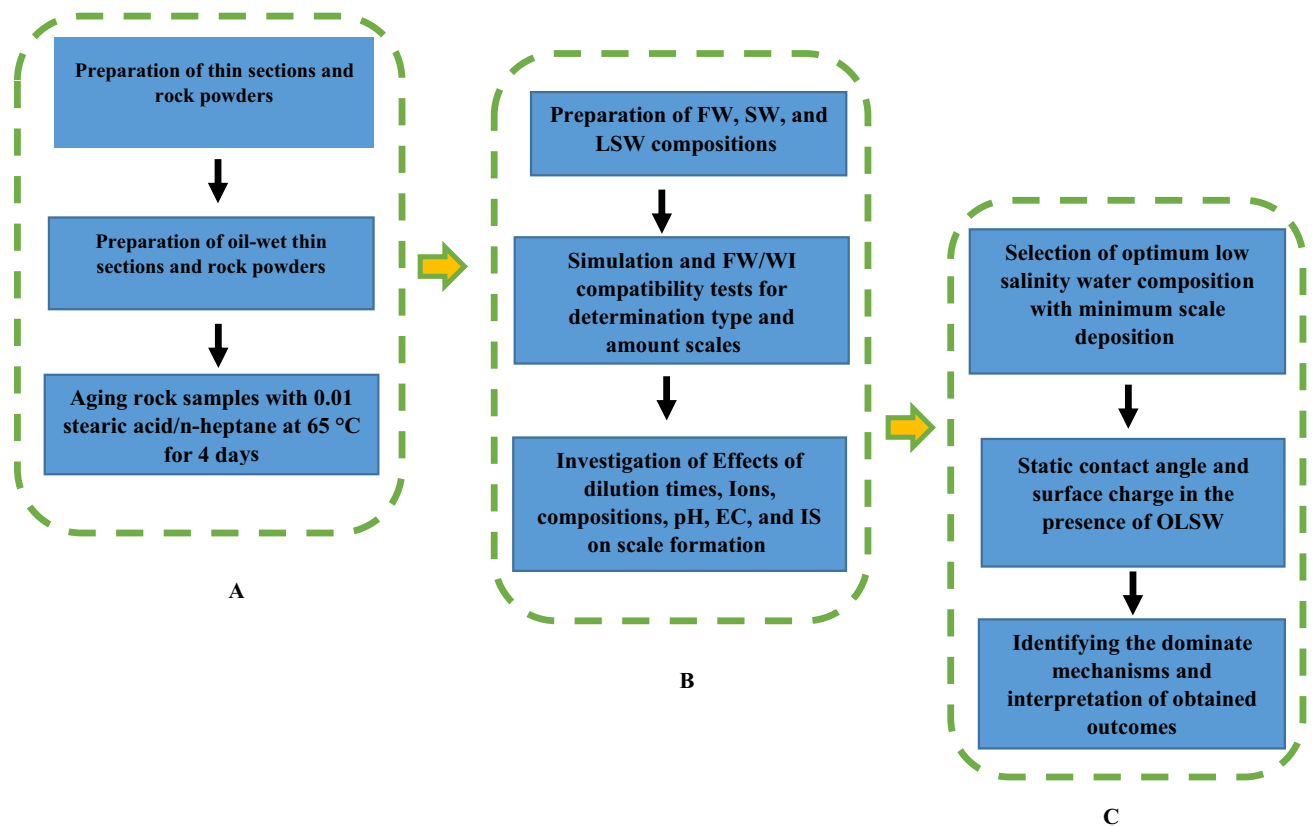 Preparation of thin sections and
rock powders
Preparation of oil-wet thin
sections and rock powders
Aging rock samples with 0.01
stearic acid/n-heptane at 65 °C
for 4 days
A
Preparation of FW, SW, and
LSW compositions
Simulation and FW/WI
compatibility tests for
determination type and
amount scales
Investigation of Effects of
dilution times, Ions,
compositions, pH, EC, and IS
on scale formation
B
Selection of optimum low
salinity water composition
with minimum scale
deposition
Static contact angle and
surface charge in the
presence of OLSW
Identifying the dominate
mechanisms and
interpretation of obtained
outcomes
C